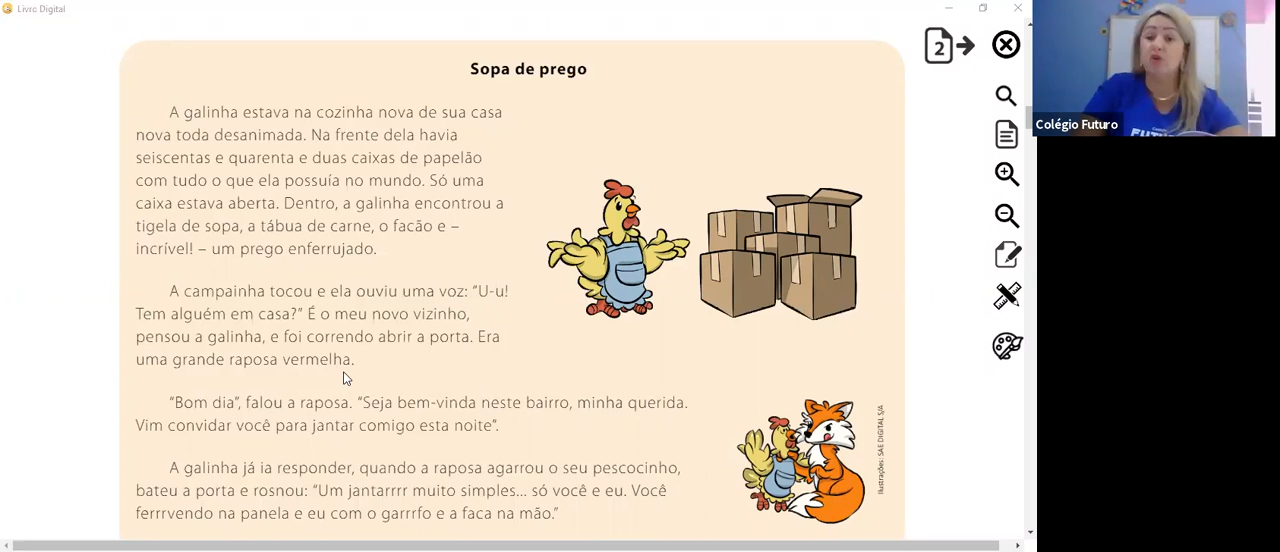 Livro Digital
Sopa de prego
A galinha estava na cozinha nova de sua casa
nova toda desanimada. Na frente dela havia
seiscentas e quarenta e duas caixas de papelão
com tudo o que ela possuía no mundo. Só uma
caixa estava aberta. Dentro, a galinha encontrou a
tigela de sopa, a tábua de carne, o facão e –
incrível! – um prego enferrujado.
A campainha tocou e ela ouviu uma voz: “U-u!
Tem alguém em casa?” É o meu novo vizinho,
pensou a galinha, e foi correndo abrir a porta. Era
uma grande raposa vermelha.
“Bom dia”, falou a raposa. “Seja bem-vinda neste bairro, minha querida.
Vim convidar você para jantar comigo esta noite”.
A galinha já ia responder, quando a raposa agarrou o seu pescocinho,
bateu a porta e rosnou: “Um jantarrrr muito simples... só você e eu. Você
ferrrvendo na panela e eu com o garrrfo e a faca na mão.”
Ilustrações: SAE DIGITAL S/A
2
Colégio Futuro
FUTURO